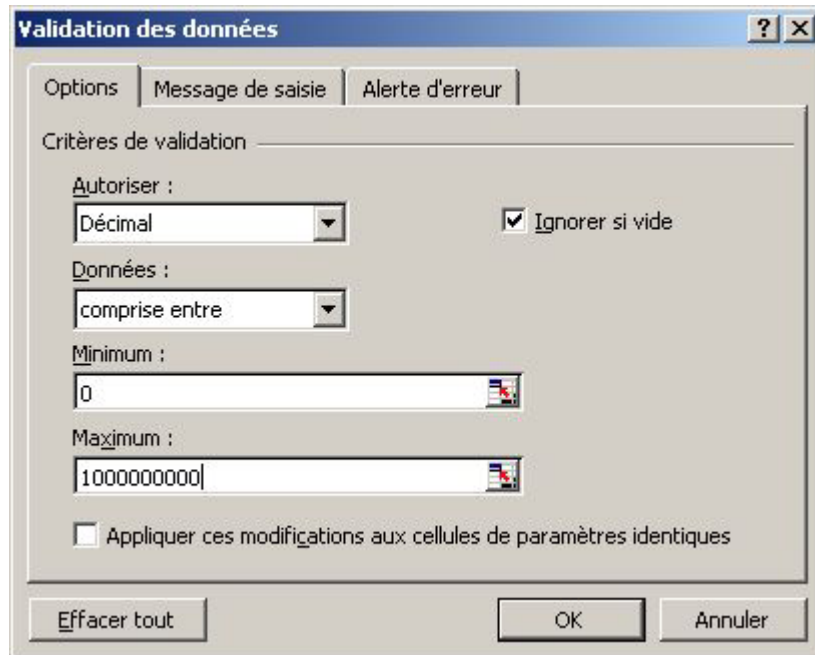 Validation des données
Options Message de saisie Alerte d'erreur
Critères de validation
Autoriser :
Décimal
Ignorer si vide
Données :
comprise entre
Minimum :
0
Maximum :
1000000000
Appliquer ces modifications aux cellules de paramètres identiques
Effacer tout OK Annuler